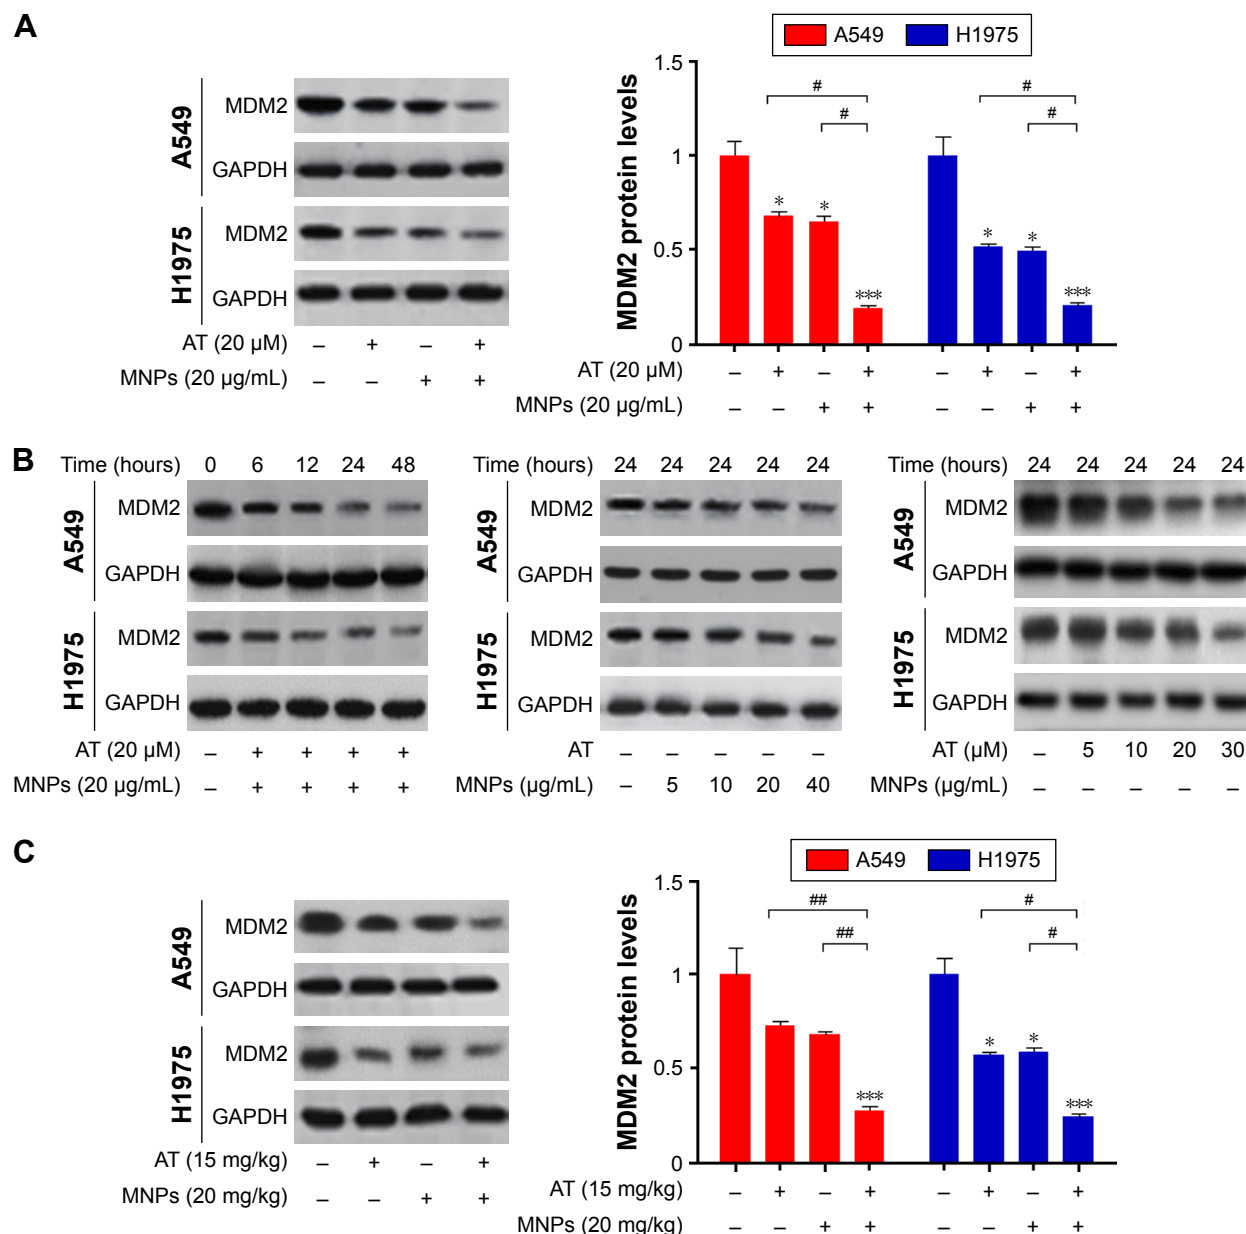 A
A549 H1975
A549
MDM2
GAPDH
H1975
MDM2
GAPDH
AT (20 µM) – + – +
MNPs (20 µg/mL) – – + +
MDM2 protein levels
1.5
1
0.5
0
# # # #
* * *** * * ***
AT (20 µM) – + – + – + – +
MNPs (20 µg/mL) – – + + – – + +
B
Time (hours) 0 6 12 24 48
A549
MDM2
GAPDH
H1975
MDM2
GAPDH
AT (20 µM) – + + + +
MNPs (20 µg/mL) – + + + +
Time (hours) 24 24 24 24 24
A549
MDM2
GAPDH
H1975
MDM2
GAPDH
AT – – – – –
MNPs (µg/mL) – 5 10 20 40
Time (hours) 24 24 24 24 24
A549
MDM2
GAPDH
H1975
MDM2
GAPDH
AT (µM) – 5 10 20 30
MNPs (µg/mL) – – – – –
C
A549 H1975
A549
MDM2
GAPDH
H1975
MDM2
GAPDH
AT (15 mg/kg) – + – +
MNPs (20 mg/kg) – – + +
MDM2 protein levels
1.5
1
0.5
0
## ## # #
*** * * ***
AT (15 mg/kg) – + – + – + – +
MNPs (20 mg/kg) – – + + – – + +